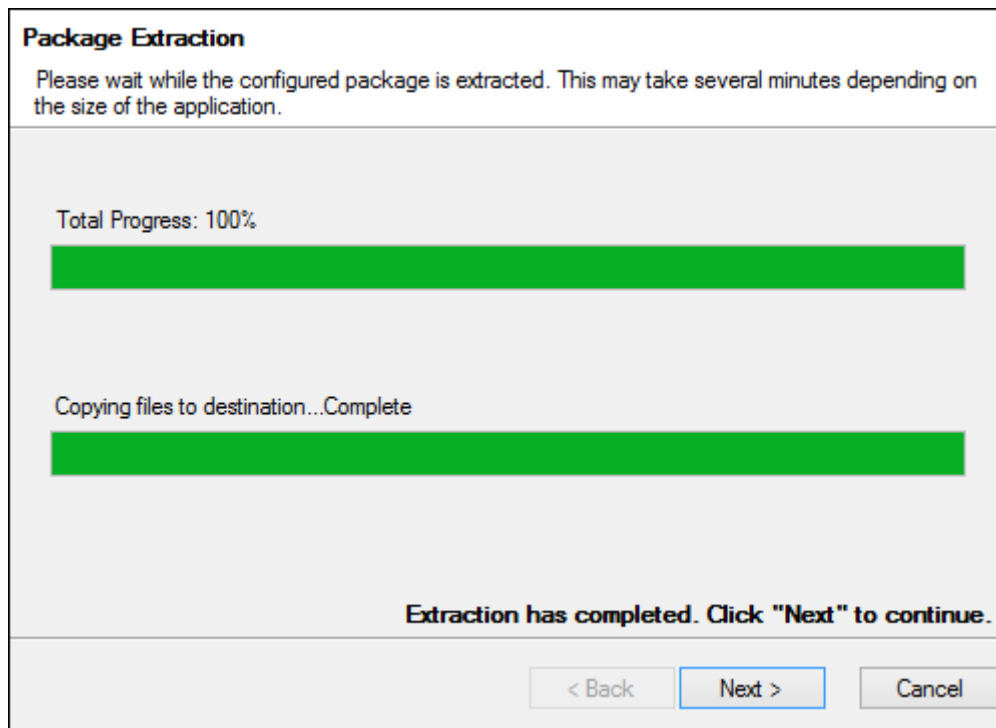 Package Extraction
Please wait while the configured package is extracted. This may take several minutes depending on
the size of the application.
Total Progress: 100%
Copying files to destination...Complete
Extraction has completed. Click "Next" to continue.
< Back
Next >
Cancel